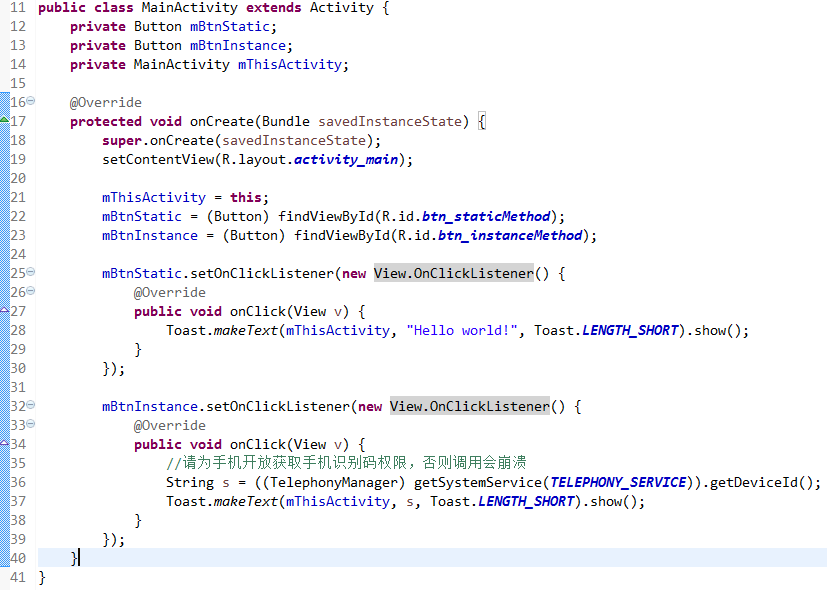 11 public class MainActivity extends Activity {
12     private Button mBtnStatic;
13     private Button mBtnInstance;
14     private MainActivity mThisActivity;
15
16     @Override
17     protected void onCreate(Bundle savedInstanceState) {
18         super.onCreate(savedInstanceState);
19         setContentView(R.layout.activity_main);
20
21         mThisActivity = this;
22         mBtnStatic = (Button) findViewById(R.id.btn_staticMethod);
23         mBtnInstance = (Button) findViewById(R.id.btn_instanceMethod);
24
25         mBtnStatic.setOnClickListener(new View.OnClickListener() {
26             @Override
27             public void onClick(View v) {
28                 Toast.makeText(mThisActivity, "Hello world!", Toast.LENGTH_SHORT).show();
29             }
30         });
31
32         mBtnInstance.setOnClickListener(new View.OnClickListener() {
33             @Override
34             public void onClick(View v) {
35                 //请为手机开放获取手机识别码权限，否则调用会崩溃
36                 String s = ((TelephonyManager) getSystemService(TELEPHONY_SERVICE)).getDeviceId();
37                 Toast.makeText(mThisActivity, s, Toast.LENGTH_SHORT).show();
38             }
39         });
40     }
41 }